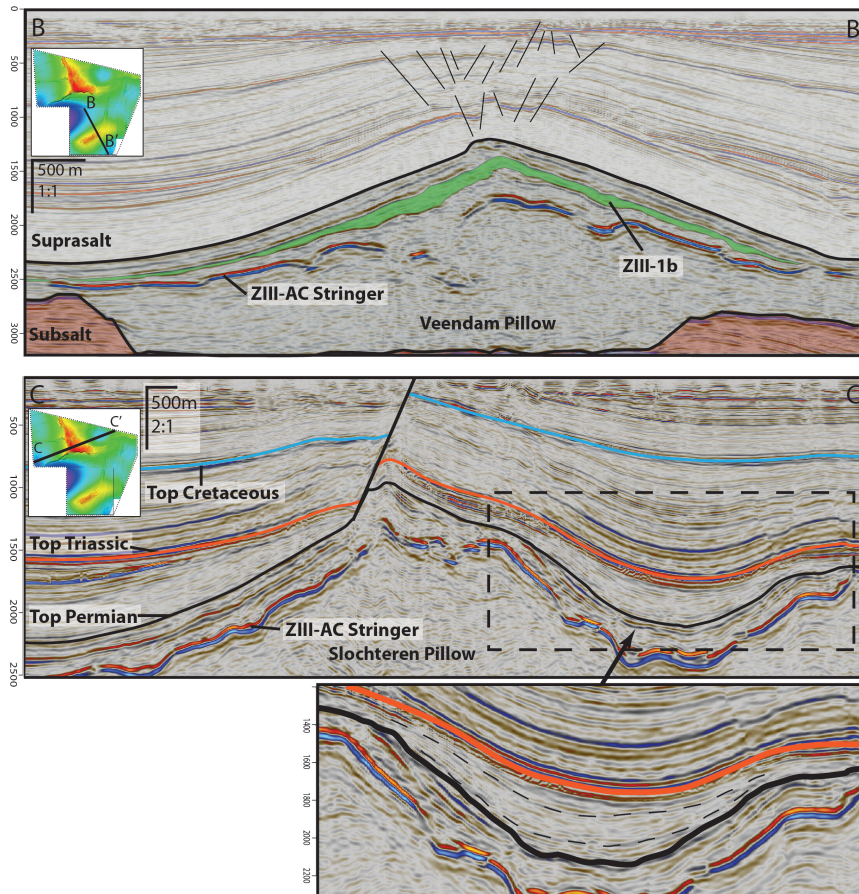 0
B
B'
500
1000
1500
2000
2500
3000
B
B'
500 m
1:1
Suprasalt
ZIII-1b
ZIII-AC Stringer
Veendam Pillow
Subsalt
C
500
1000
1500
2000
2500
C'
C
500m
2:1
Top Cretaceous
Top Triassic
Top Permian
ZIII-AC Stringer
Slochteren Pillow
1400
1600
1800
2000
2200